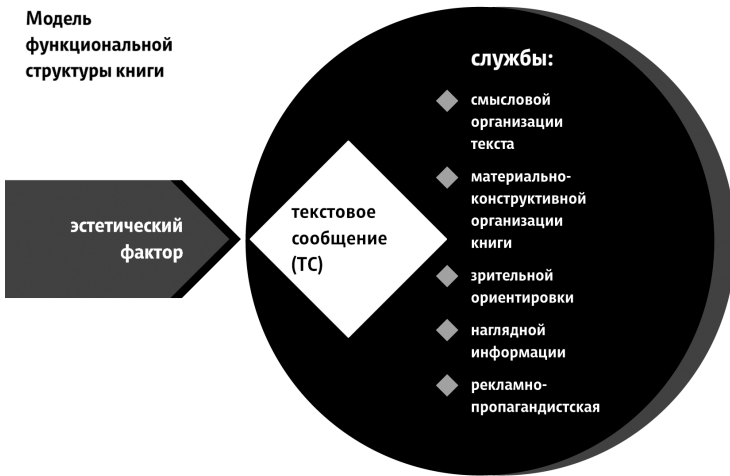 Модель
функциональной
структуры книги
эстетический
фактор
текстовое
сообщение
(ТС)
службы:
смысловой
организации
текста
материально-
конструктивной
организации
книги
зрительной
ориентировки
наглядной
информации
рекламно-
пропагандистская